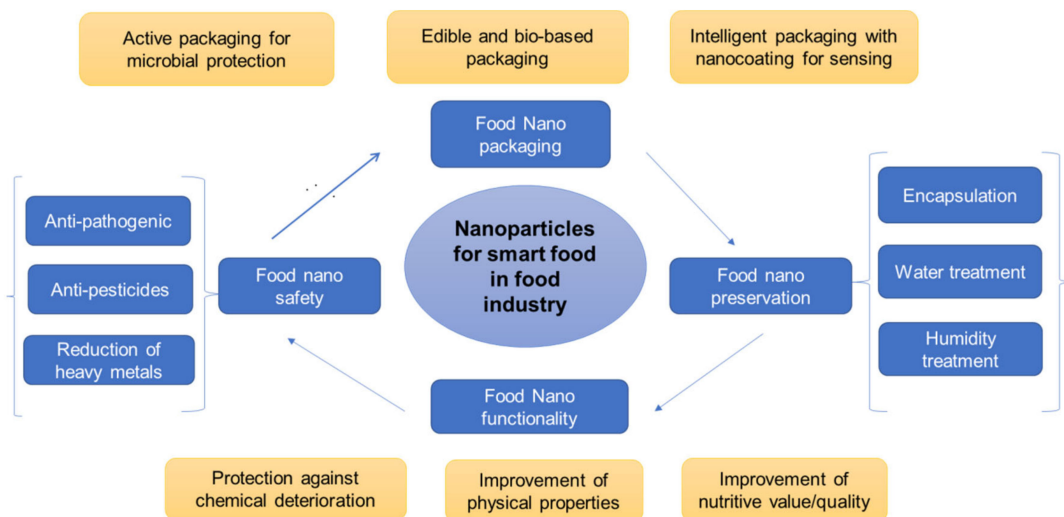 Active packaging for
microbial protection
Edible and bio-based
packaging
Intelligent packaging with
nanocoating for sensing
Food Nano
packaging
Anti-pathogenic
Anti-pesticides
Reduction of
heavy metals
Food nano
safety
Nanoparticles
for smart food
in food
industry
Food nano
preservation
Encapsulation
Water treatment
Humidity
treatment
Food Nano
functionality
Protection against
chemical deterioration
Improvement of
physical properties
Improvement of
nutritive value/quality